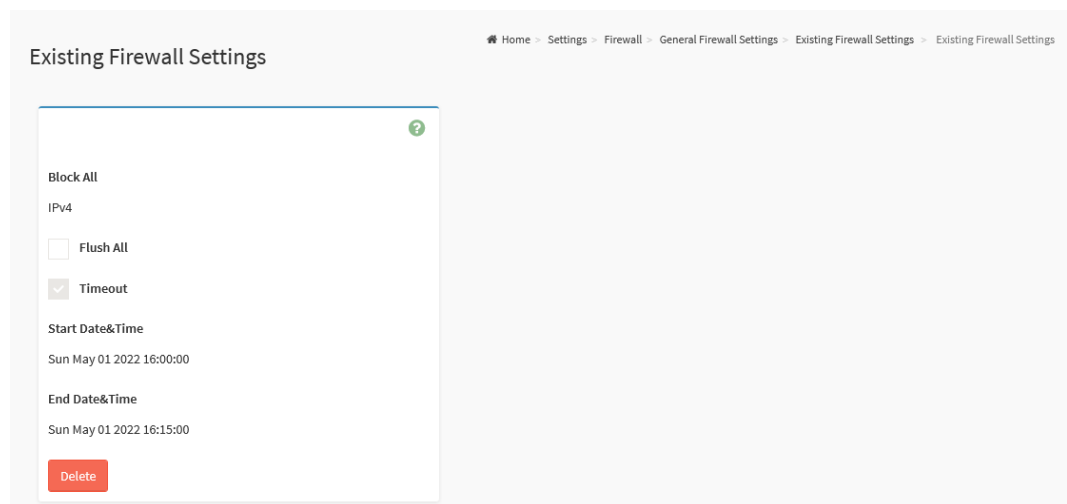 Existing Firewall Settings
Home > Settings > Firewall > General Firewall Settings > Existing Firewall Settings > Existing Firewall Settings
?
Block All
IPv4
Flush All
Timeout
Start Date&Time
Sun May 01 2022 16:00:00
End Date&Time
Sun May 01 2022 16:15:00
Delete